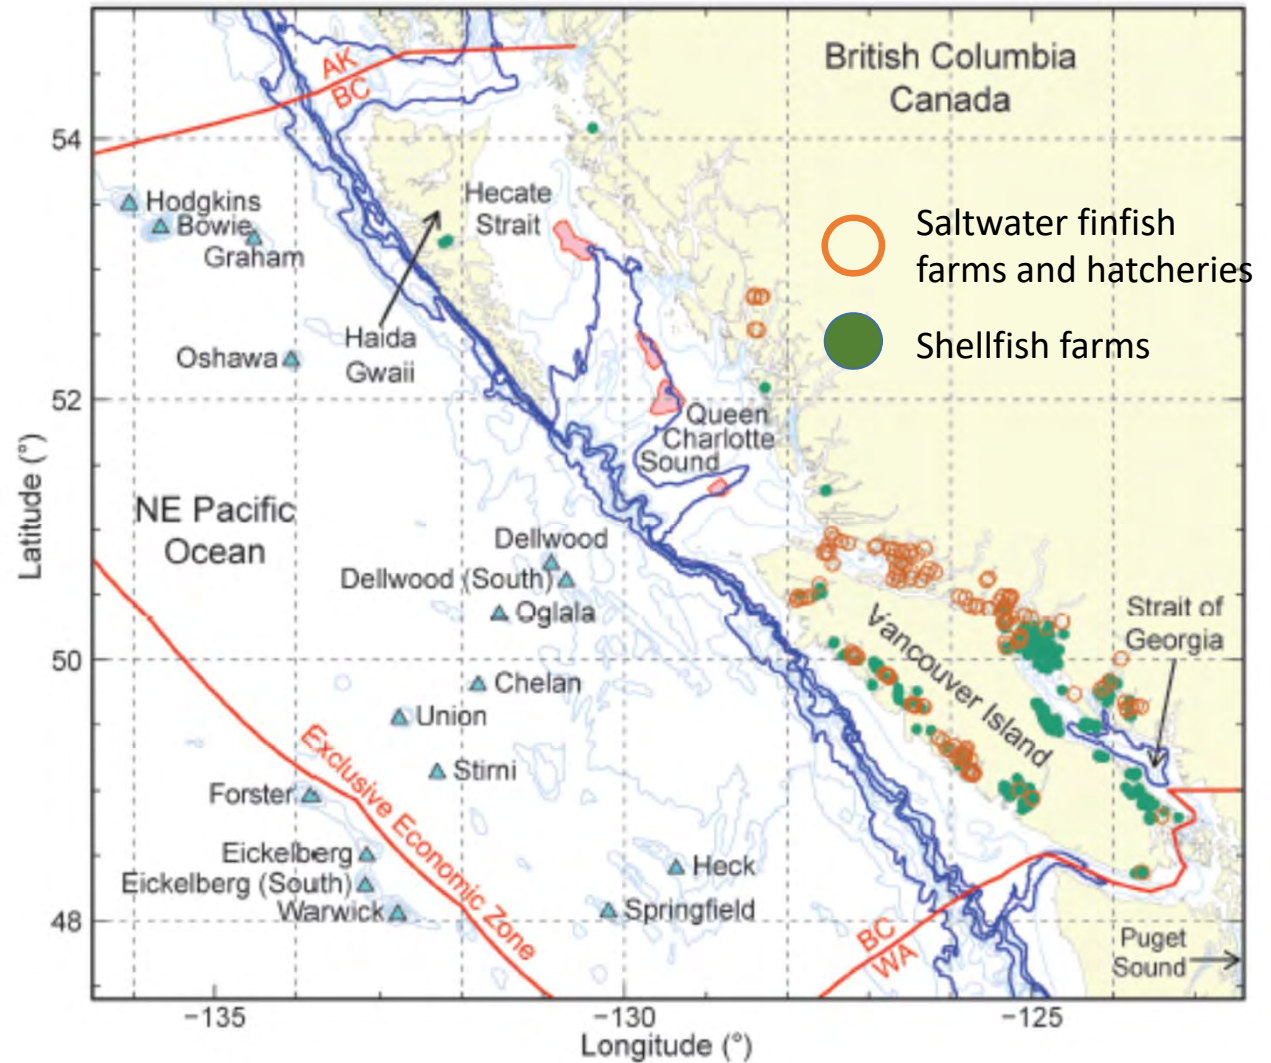 British Columbia
Canada
AK
BC
54
Hodgkins
Bowie
Graham
Hecate
Strait
Saltwater finfish
farms and hatcheries
Haida
Gwaii
Shellfish farms
Oshawa
52
Queen
Charlotte
Sound
Latitude (°)
NE Pacific
Ocean
Dellwood
Dellwood (South)
Oglala
Vancouver Island
Strait of
Georgia
50
Chelan
Union
Stirni
Exclusive Economic Zone
Forster
Eickelberg
Eickelberg (South)
Warwick
Heck
Springfield
48
BC
WA
Puget
Sound
−135
−130
−125
Longitude (°)